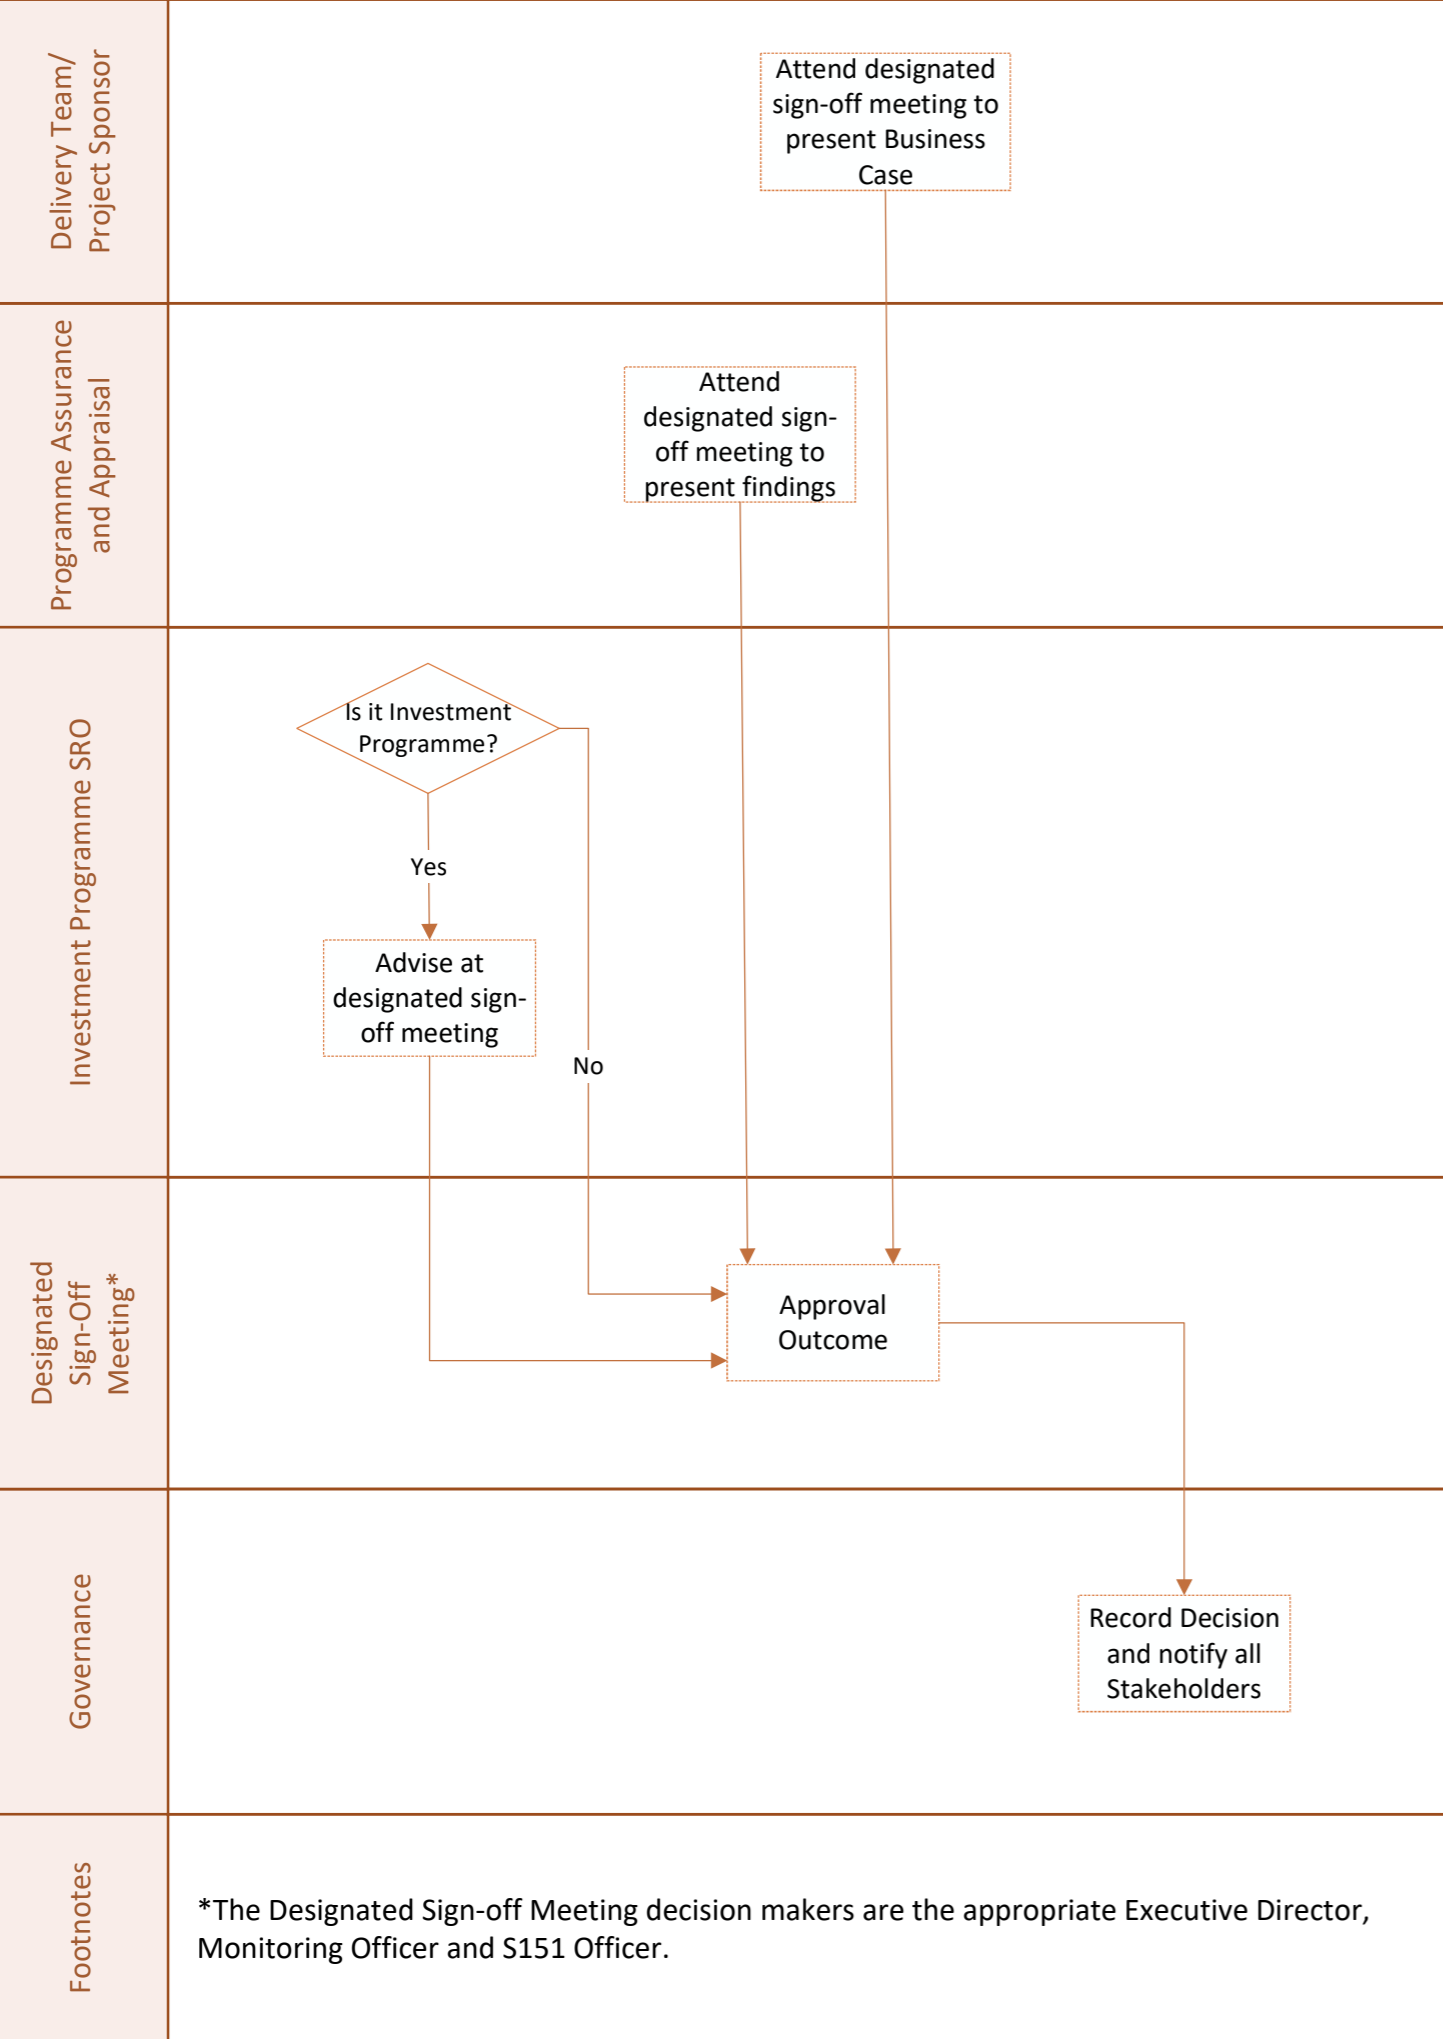 Delivery Team/
Project Sponsor
Attend designated
sign-off meeting to
present Business
Case
Programme Assurance
and Appraisal
Attend
designated sign-
off meeting to
present findings
Investment Programme SRO
Is it Investment
Programme?
Yes
Advise at
designated sign-
off meeting
No
Designated
Sign-Off
Meeting*
Approval
Outcome
Governance
Record Decision
and notify all
Stakeholders
Footnotes
*The Designated Sign-off Meeting decision makers are the appropriate Executive Director,
Monitoring Officer and S151 Officer.